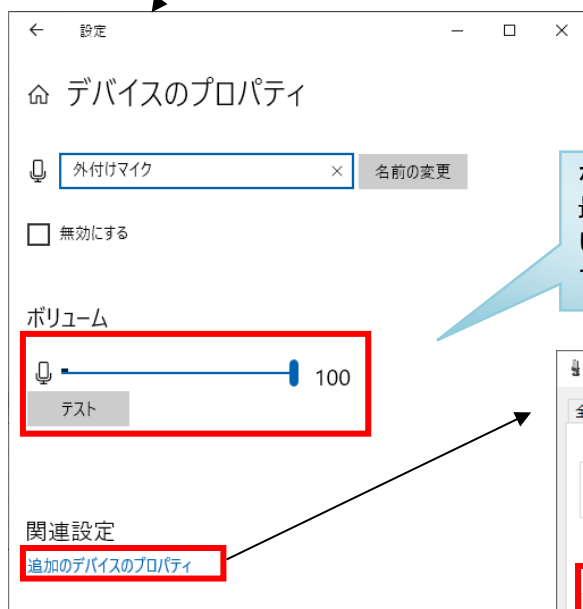 設定
デバイスのプロパティ
外付けマイク
名前の変更
無効にする
ボリューム
100
テスト
関連設定
追加のデバイスのプロパティ